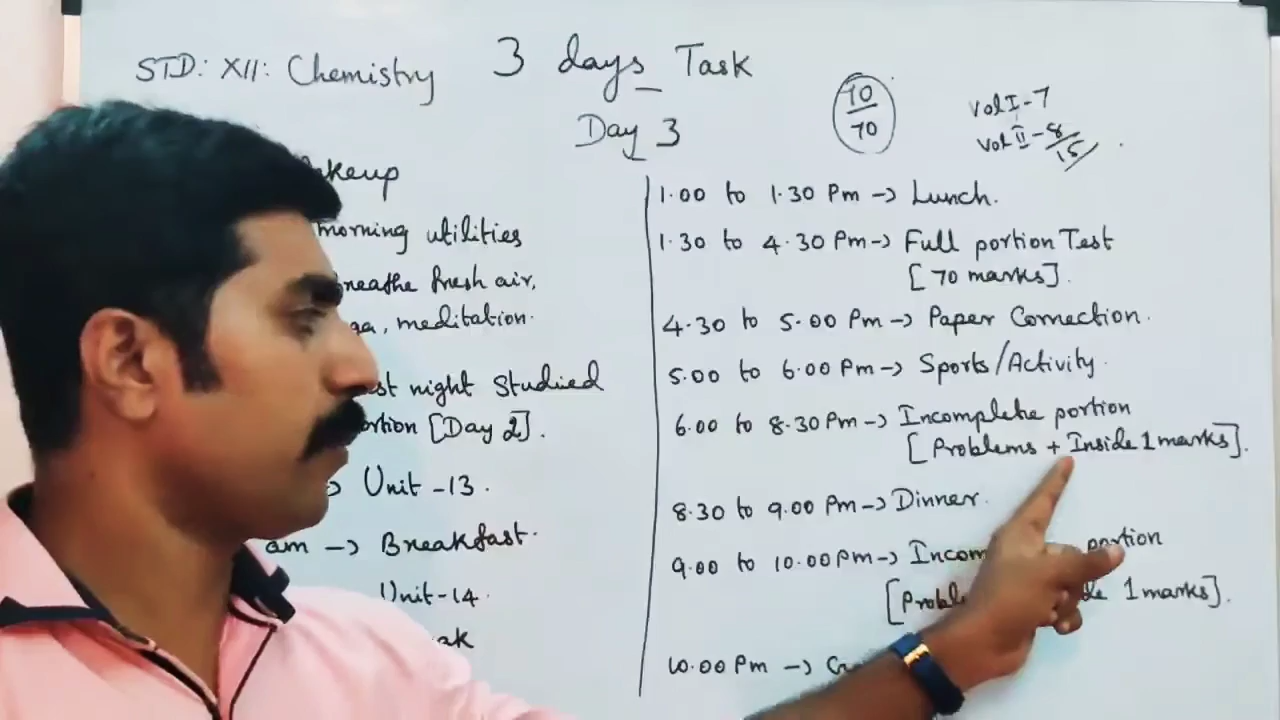 STD: XII: Chemistry 3 days Task
Day 3
10
70
Vol I - 7
Vol II - 8
15
morning utilities
fresh air,
, meditation.
night Studied
[Day 2].
Unit - 13.
am -> Breakfast.
Unit - 14.
1.00 to 1.30 Pm -> Lunch.
1.30 to 4.30 Pm -> Full portion Test
[70 marks].
4.30 to 5.00 Pm -> Paper Correction.
5.00 to 6.00 Pm -> Sports/Activity.
6.00 to 8.30 Pm -> Incomplete portion
[Problems + Inside 1 marks].
8.30 to 9.00 Pm -> Dinner.
9.00 to 10.00 Pm -> portion
1 marks].
10.00 Pm ->